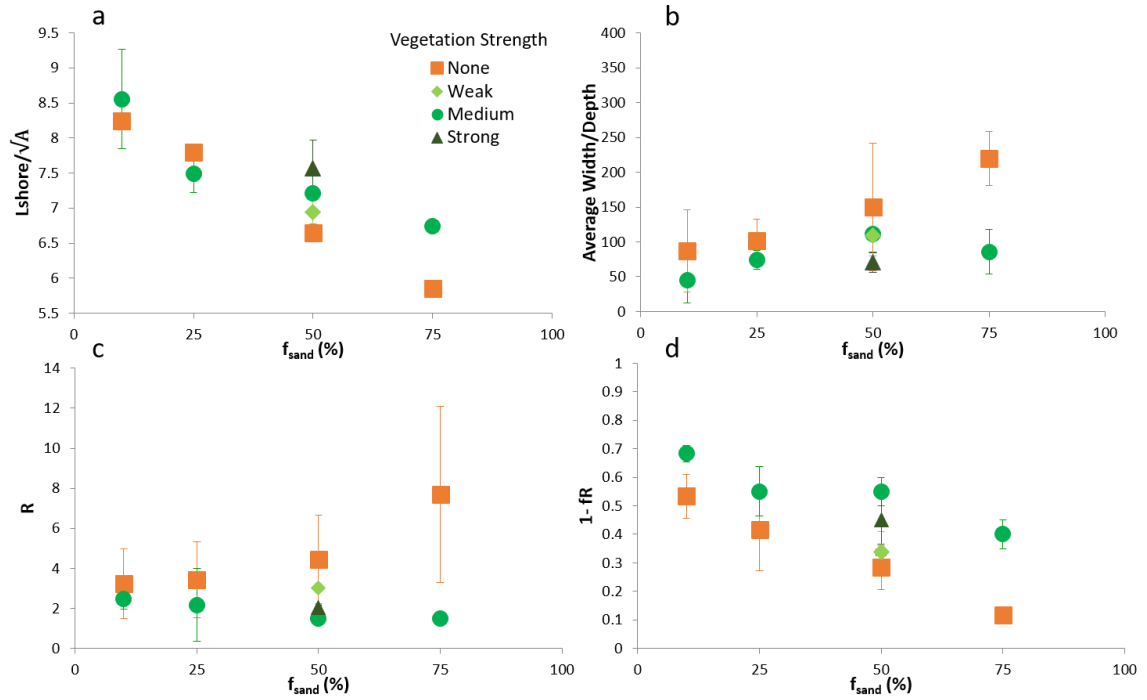 a
9.5
9
8.5
8
7.5
7
6.5
6
5.5
Lshore/√A
0 25 50 75 100
f_sand (%)
Vegetation Strength
None
Weak
Medium
Strong
b
400
350
300
250
200
150
100
50
0
Average Width/Depth
0 25 50 75 100
f_sand (%)
c
14
12
10
8
6
4
2
0
R
0 25 50 75 100
f_sand (%)
d
1
0.9
0.8
0.7
0.6
0.5
0.4
0.3
0.2
0.1
0
1- fR
0 25 50 75 100
f_sand (%)